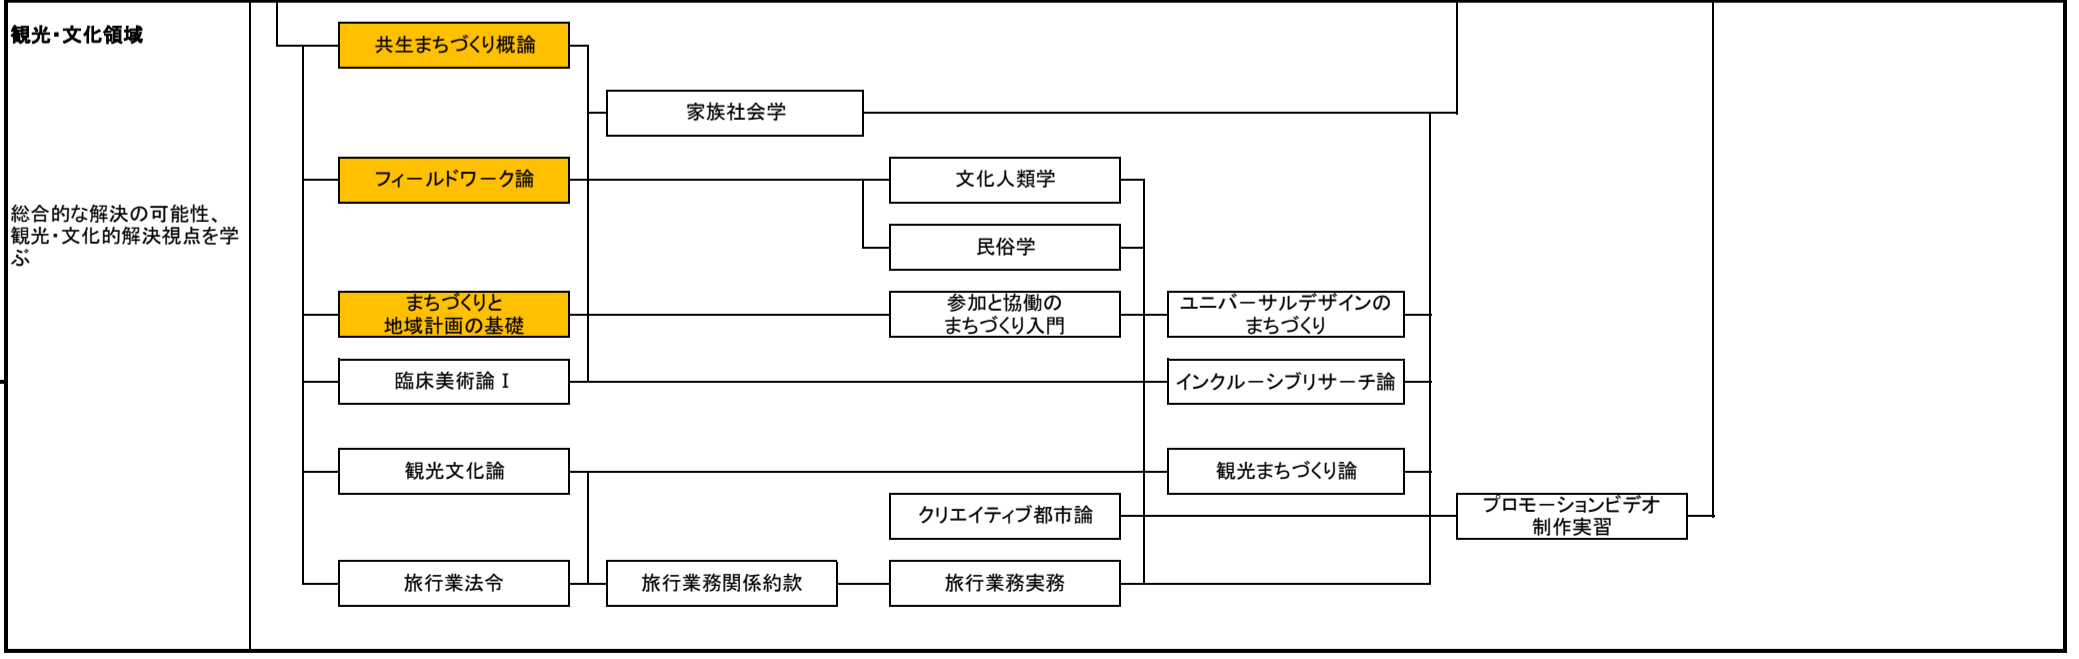 観光・文化領域
総合的な解決の可能性、
観光・文化的解決視点を学
ぶ
共生まちづくり概論
家族社会学
フィールドワーク論
文化人類学
民俗学
まちづくりと
地域計画の基礎
参加と協働の
まちづくり入門
ユニバーサルデザインの
まちづくり
臨床美術論Ⅰ
インクルーシブリサーチ論
観光文化論
観光まちづくり論
クリエイティブ都市論
プロモーションビデオ
制作実習
旅行業法令
旅行業務関係約款
旅行業務実務